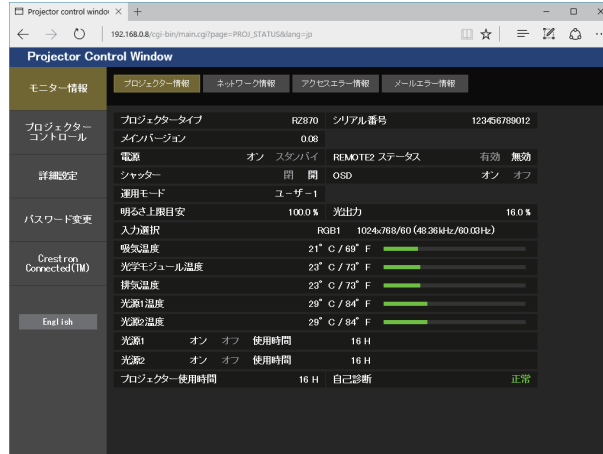 Projector control window
192.168.0.8/cgi-bin/main.cgi?page=PROJ_STATUS&lang=jp
Projector Control Window
モニター情報
プロジェクター情報 ネットワーク情報 アクセスエラー情報 メールエラー情報
プロジェクター
コントロール
詳細設定
パスワード変更
Crestron
Connected(TM)
English
プロジェクタータイプ RZ870 シリアル番号 123456789012
メインバージョン 0.08
電源 オン スタンバイ REMOTE2 ステータス 有効 無効
シャッター 閉 開 OSD オン オフ
運用モード ユーザー1
明るさ上限目安 100.0 % 光出力 16.0 %
入力選択 RGB1 1024x768/60 (48.36kHz/60.03Hz)
吸気温度 21°C / 69°F
光学モジュール温度 23°C / 73°F
排気温度 23°C / 73°F
光源1温度 29°C / 84°F
光源2温度 29°C / 84°F
光源1 オン オフ 使用時間 16 H
光源2 オン オフ 使用時間 16 H
プロジェクター使用時間 16 H 自己診断 正常